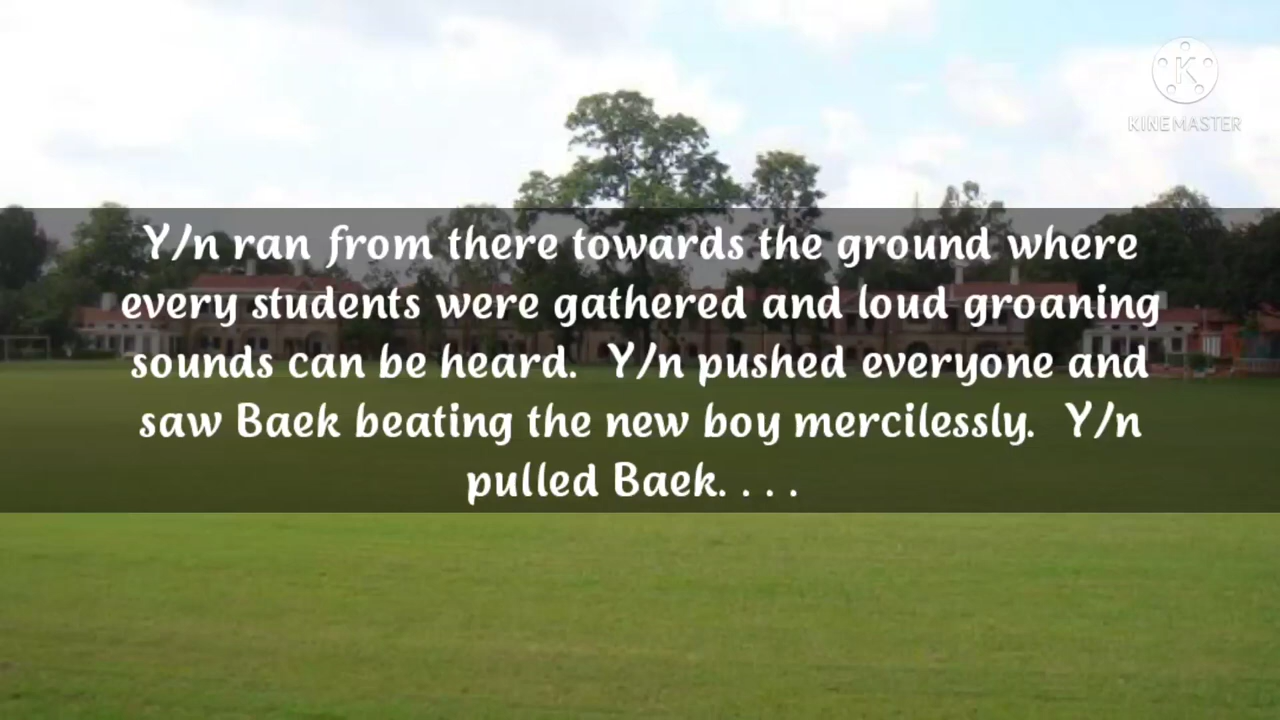 KINEMASTER
Y/n ran from there towards the ground where
every students were gathered and loud groaning
sounds can be heard. Y/n pushed everyone and
saw Baek beating the new boy mercilessly. Y/n
pulled Baek. . . .